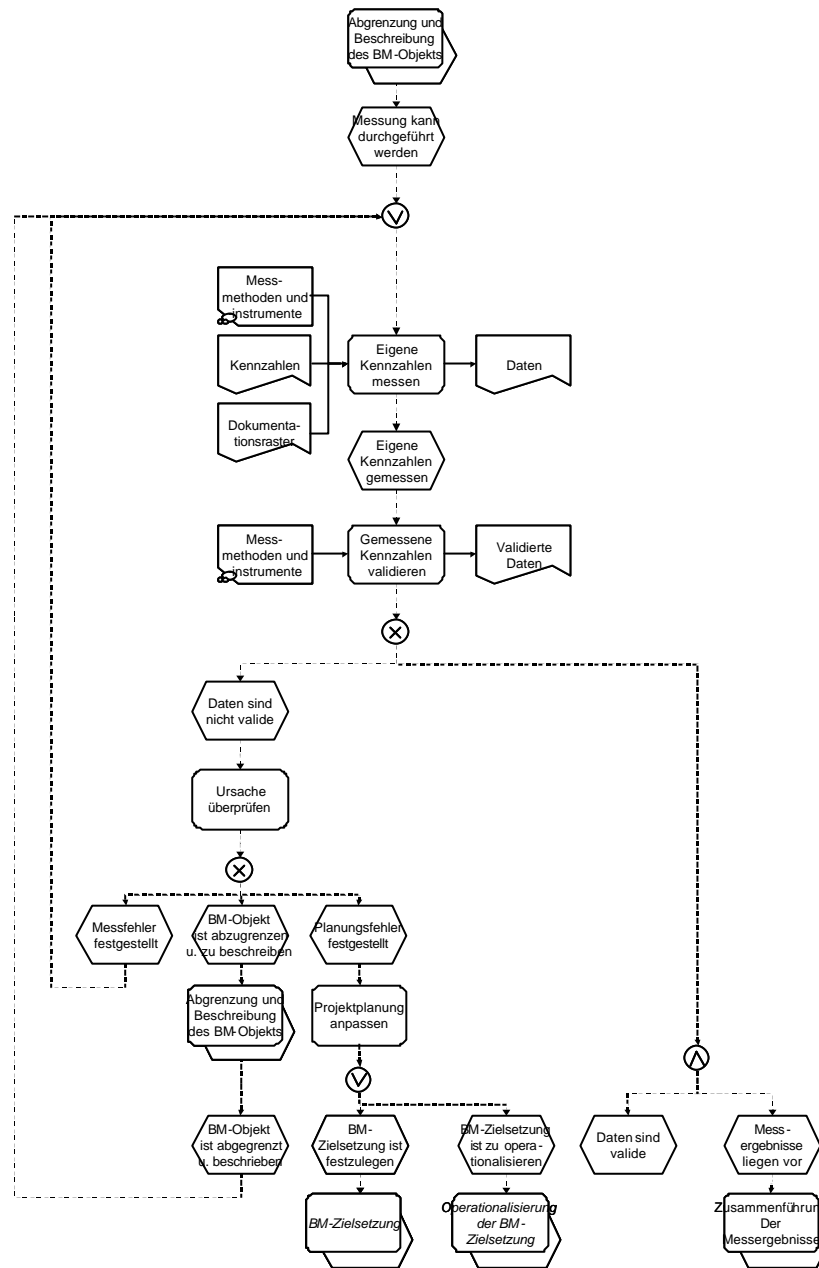 Abgrenzung und
Beschreibung
des BM-Objekts
Messung kann
durchgeführt
werden
Mess-
methoden und
instrumente
Kennzahlen
Dokumenta-
tionsraster
Eigene
Kennzahlen
messen
Daten
Eigene
Kennzahlen
gemessen
Mess-
methoden und
instrumente
Gemessene
Kennzahlen
validieren
Validierte
Daten
Daten sind
nicht valide
Ursache
überprüfen
Messfehler
festgestellt
BM-Objekt
ist abzugrenzen
u. zu beschreiben
Planungsfehler
festgestellt
Abgrenzung und
Beschreibung
des BM-Objekts
Projektplanung
anpassen
BM-Objekt
ist abgegrenzt
u. beschrieben
BM-
Zielsetzung ist
festzulegen
BM-Zielsetzung
ist zu opera-
tionalisieren
Daten sind
valide
Mess-
ergebnisse
liegen vor
BM-Zielsetzung
Operationalisierung
der BM-
Zielsetzung
Zusammenführung
Der
Messergebnisse